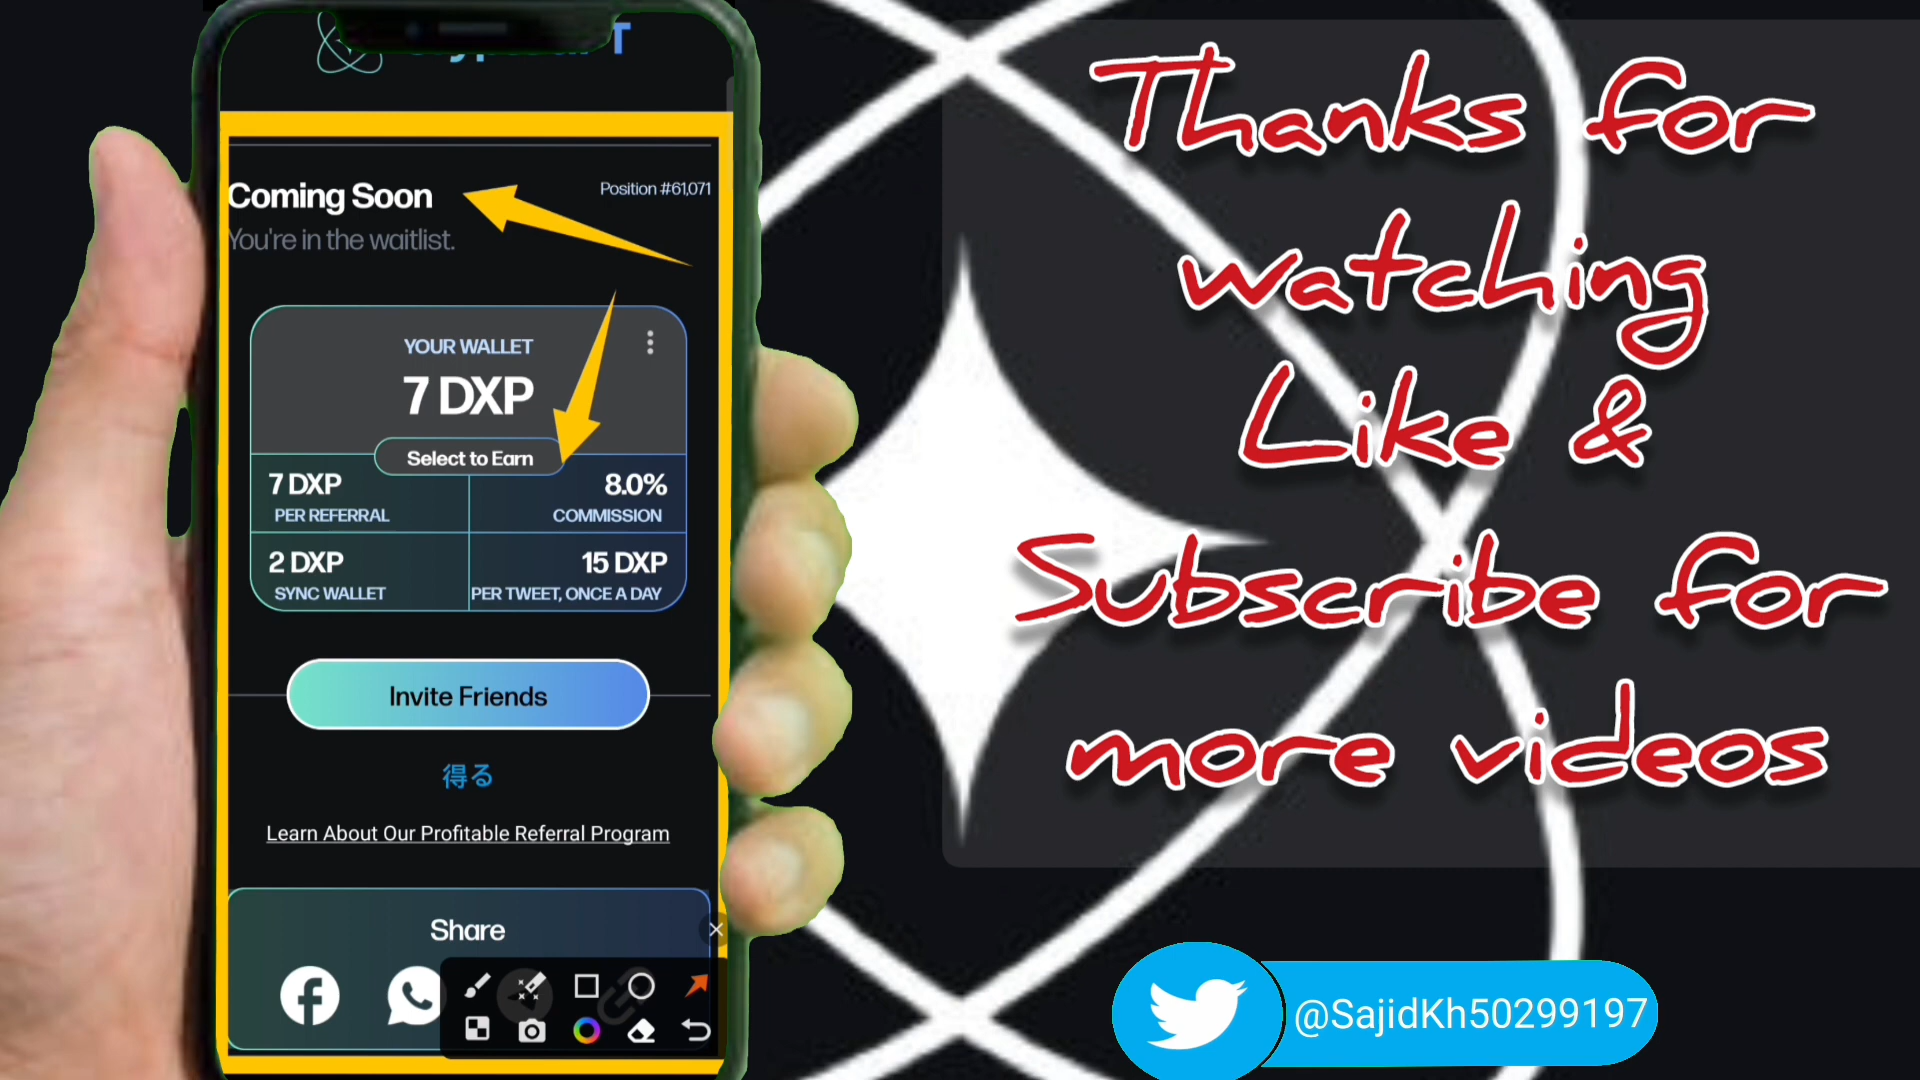 Coming Soon
Position #61,071
You're in the waitlist.
YOUR WALLET
7 DXP
Select to Earn
7 DXP
8.0%
PER REFERRAL
COMMISSION
2 DXP
15 DXP
SYNC WALLET
PER TWEET, ONCE A DAY
Invite Friends
得る
Learn About Our Profitable Referral Program
Share
Thanks for
watching
Like &
Subscribe for
more videos
@SajidKh50299197